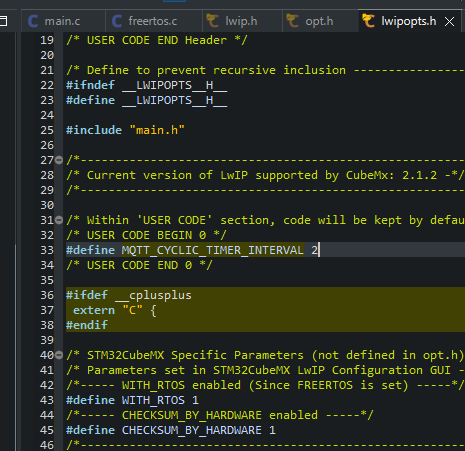 main.c freertos.c lwip.h opt.h lwipopts.h
19 /* USER CODE END Header */
20
21 /* Define to prevent recursive inclusion -----------------
22 #ifndef __LWIPOPTS__H__
23 #define __LWIPOPTS__H__
24
25 #include "main.h"
26
27 /*-----------------------------------------------------
28 /* Current version of LwIP supported by CubeMx: 2.1.2 -*/
29 /*-----------------------------------------------------
30
31 /* Within 'USER CODE' section, code will be kept by defau
32 /* USER CODE BEGIN 0 */
33 #define MQTT_CYCLIC_TIMER_INTERVAL 2
34 /* USER CODE END 0 */
35
36 #ifdef __cplusplus
37 extern "C" {
38 #endif
39
40 /* STM32CubeMX Specific Parameters (not defined in opt.h)
41 /* Parameters set in STM32CubeMX LwIP Configuration GUI -
42 /*----- WITH_RTOS enabled (Since FREERTOS is set) -----*/
43 #define WITH_RTOS 1
44 /*----- CHECKSUM_BY_HARDWARE enabled -----*/
45 #define CHECKSUM_BY_HARDWARE 1
46 /*-----------------------------------------------------